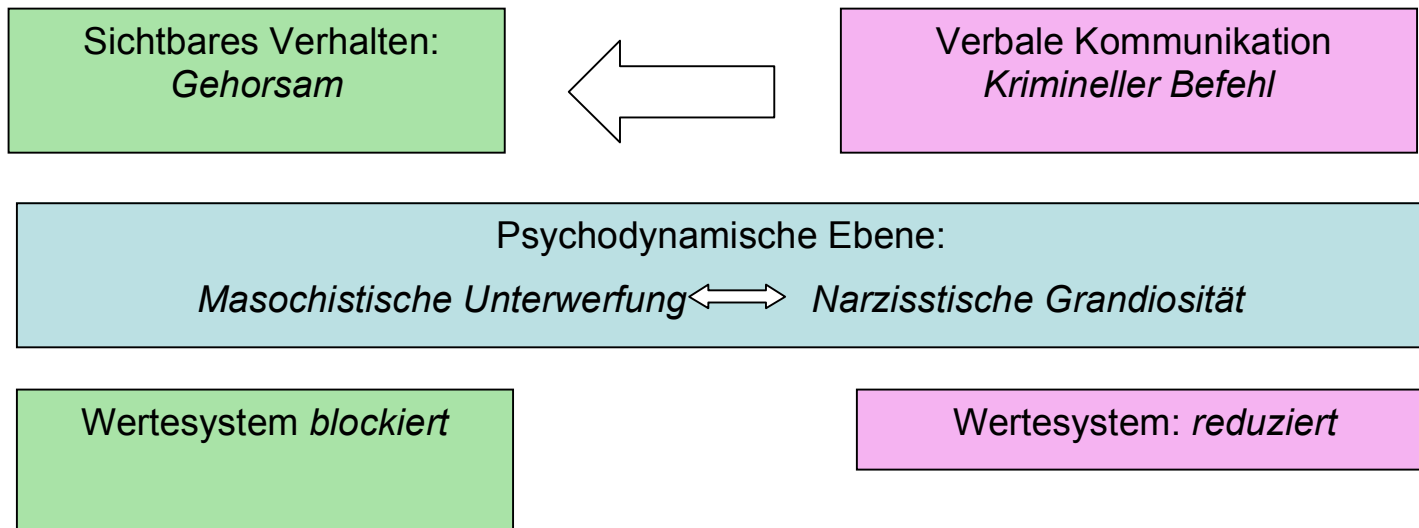 Sichtbares Verhalten:
Gehorsam
Verbale Kommunikation
Krimineller Befehl
Psychodynamische Ebene:
Masochistische Unterwerfung Narzisstische Grandiosität
Wertesystem blockiert
Wertesystem: reduziert